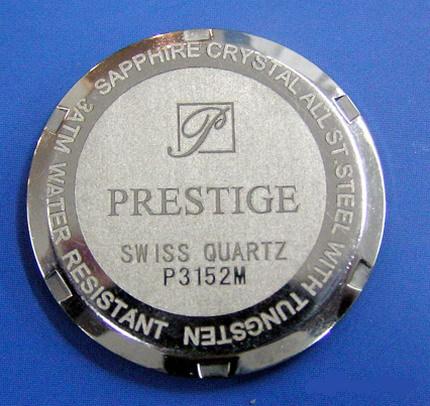 SAPPHIRE CRYSTAL ALL ST.STEEL WITH TUNGSTEN
3ATM WATER RESISTANT
P
PRESTIGE
SWISS QUARTZ
P3152M